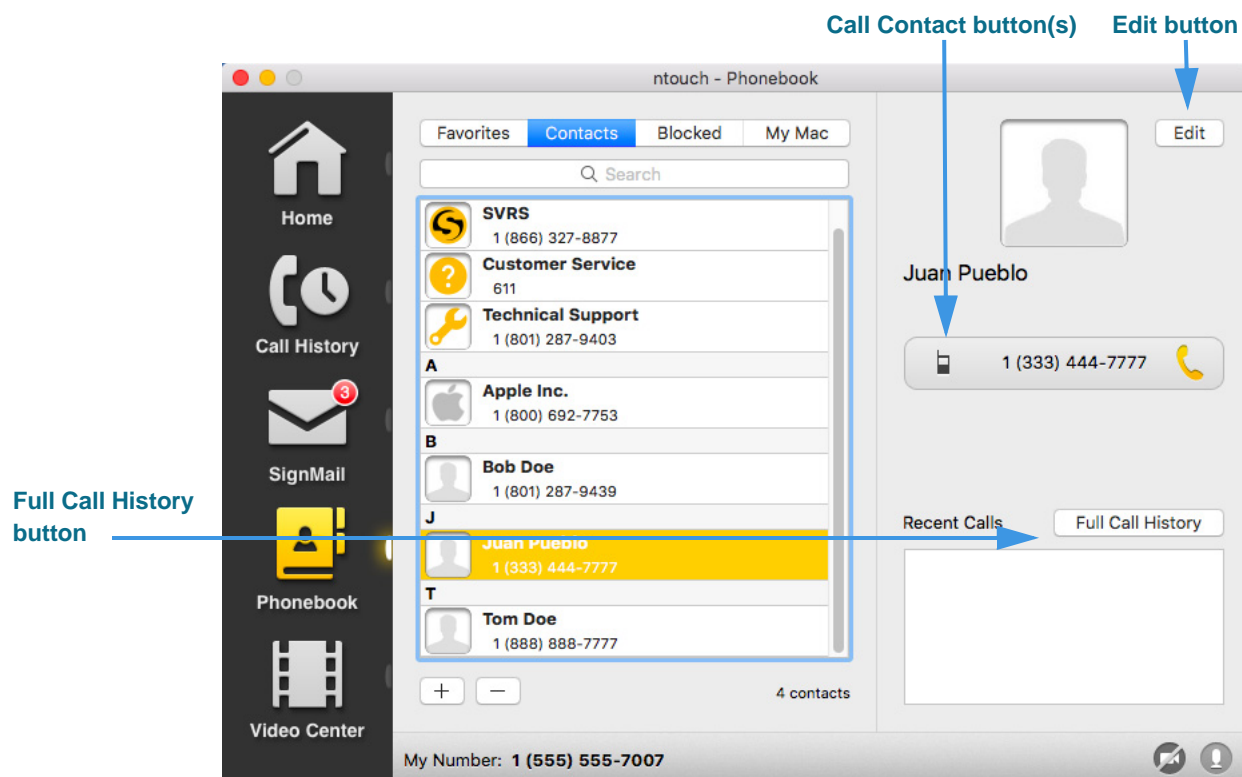 Call Contact button(s)
Edit button
ntouch - Phonebook
Home
Call History
3
SignMail
Phonebook
Video Center
Full Call History
button
Favorites
Contacts
Blocked
My Mac
Search
SVRS
1 (866) 327-8877
?
Customer Service
611
Technical Support
1 (801) 287-9403
A
Apple Inc.
1 (800) 692-7753
B
Bob Doe
1 (801) 287-9439
J
Juan Pueblo
1 (333) 444-7777
T
Tom Doe
1 (888) 888-7777
+
−
4 contacts
Edit
Juan Pueblo
1 (333) 444-7777
Recent Calls
Full Call History
My Number: 1 (555) 555-7007